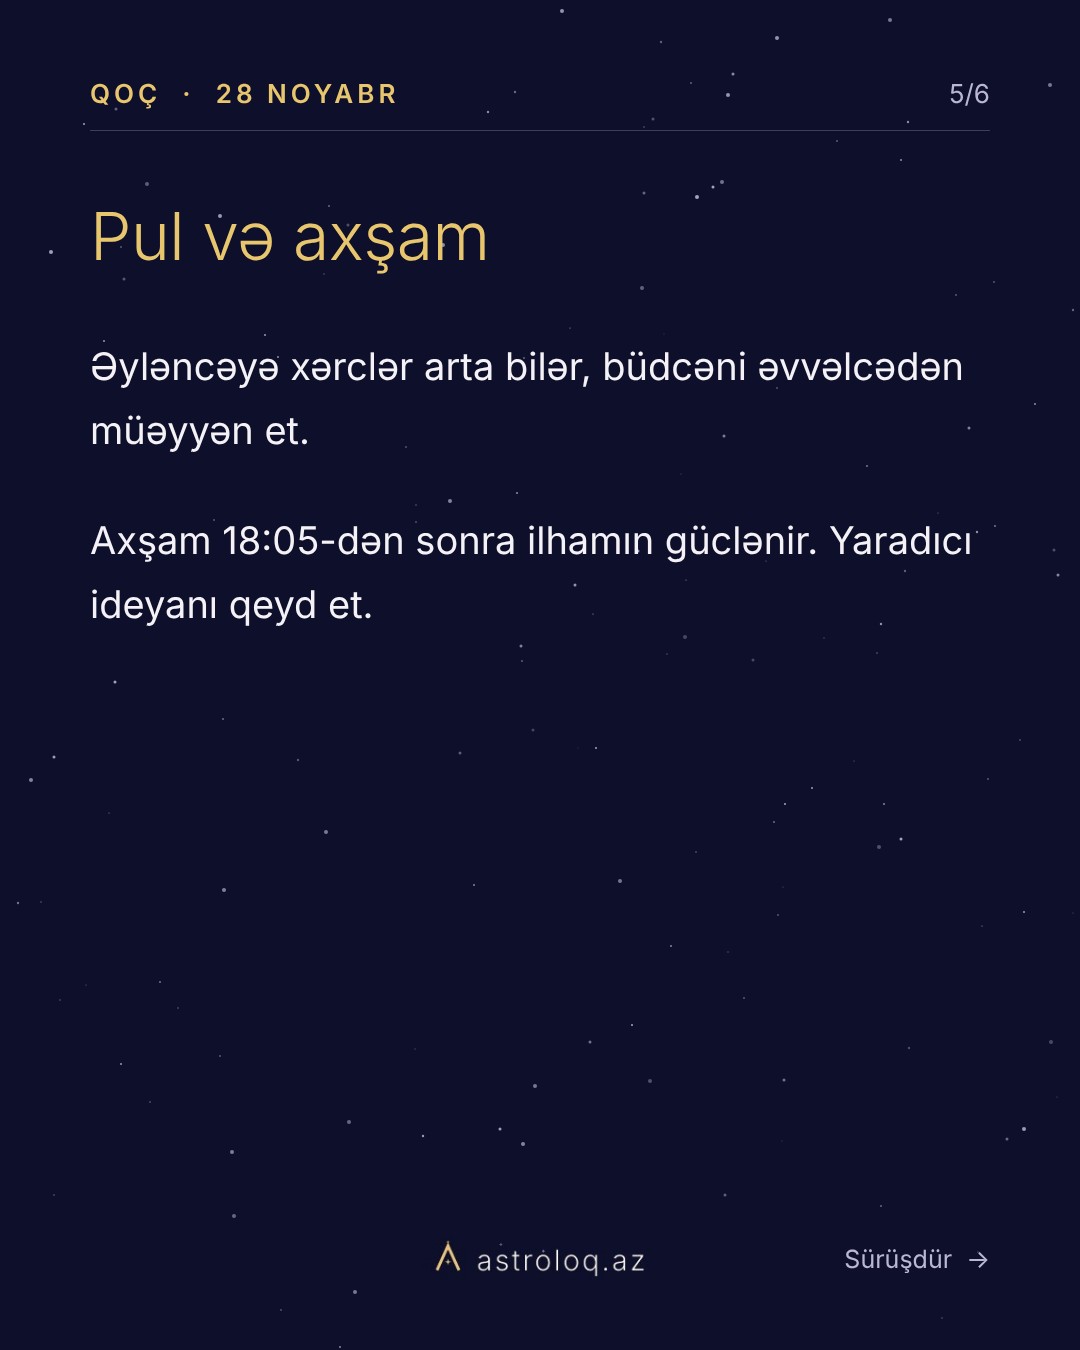 QOÇ · 28 NOYABR
5/6
Pul və axşam
Əyləncəyə xərclər arta bilər, büdcəni əvvəlcədən
müəyyən et.
Axşam 18:05-dən sonra ilhamın güclənir. Yaradıcı
ideyanı qeyd et.
astroloq.az
Sürüşdür →